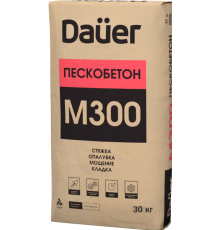 Daüer
ПЕСКОБЕТОН
М300
СТЯЖКА
ОПАЛУБКА
МОЩЕНИЕ
КЛАДКА
30 кг